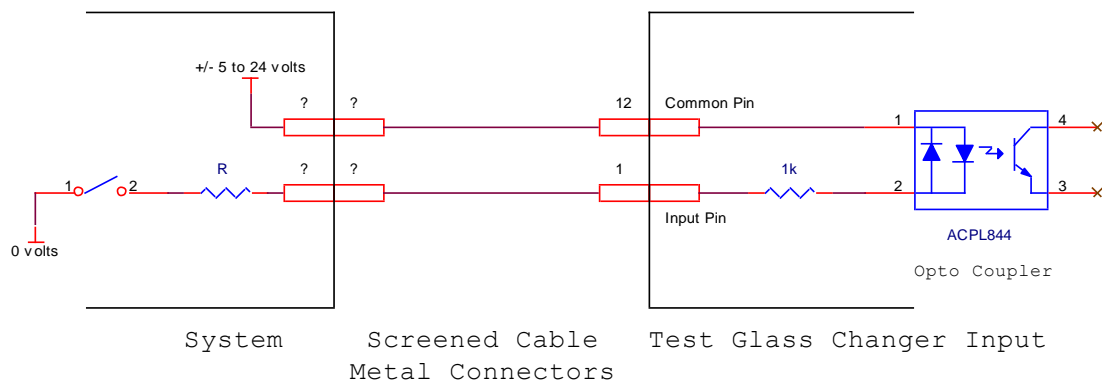 +/- 5 to 24 volts
? ? 12 Common Pin
1 4
R ? ? 1 1k
1 2 2 3
Input Pin
0 volts
ACPL844
Opto Coupler
System Screened Cable Test Glass Changer Input
Metal Connectors